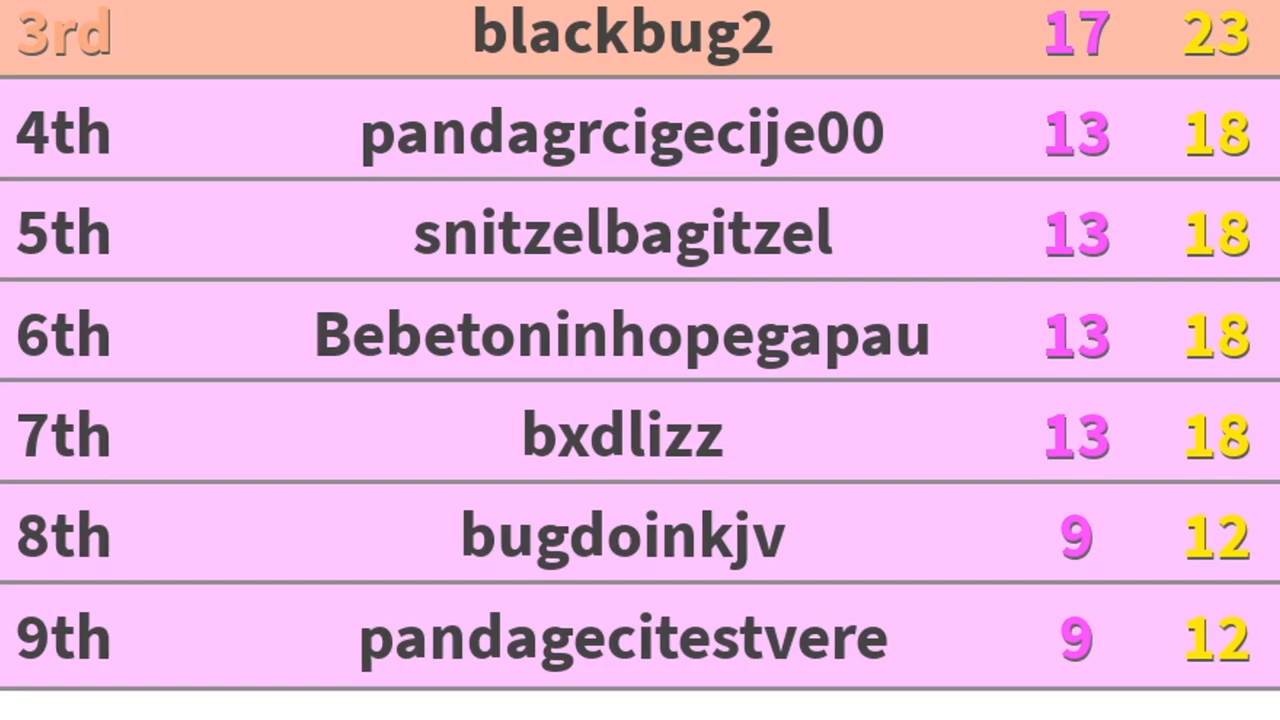 3rd blackbug2 17 23
4th pandagrcigecije00 13 18
5th snitzelbagitzel 13 18
6th Bebetoninhopegapau 13 18
7th bxdlizz 13 18
8th bugdoinkjv 9 12
9th pandagecitestvere 9 12